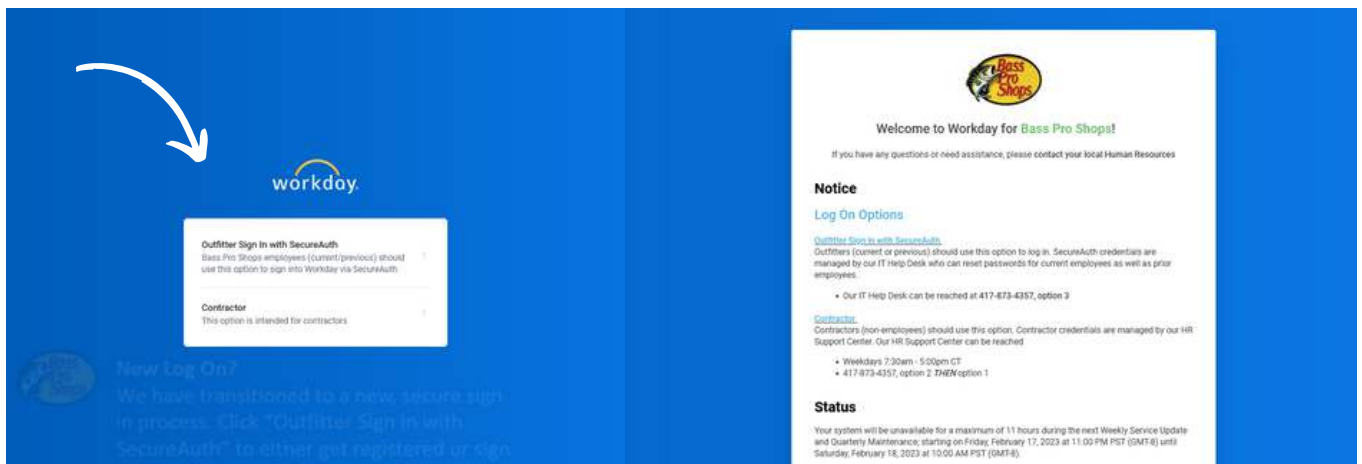 workday.
Outfitter Sign In with SecureAuth
Bass Pro Shops employees (current/previous) should
use this option to sign into Workday via SecureAuth
Contractor
This option is intended for contractors
New Log On?
We have transitioned to a new, secure sign
in process. Click "Outfitter Sign in with
SecureAuth" to either get registered or sign
Bass
Pro
Shops
Welcome to Workday for Bass Pro Shops!
If you have any questions or need assistance, please contact your local Human Resources
Notice
Log On Options
Outfitter Sign In with SecureAuth
Outfitters (current or previous) should use this option to log in. SecureAuth credentials are
managed by our IT Help Desk who can reset passwords for current employees as well as prior
employees.
• Our IT Help Desk can be reached at 417-873-4357, option 3
Contractor
Contractors (non-employees) should use this option. Contractor credentials are managed by our HR
Support Center. Our HR Support Center can be reached
• Weekdays 7:30am - 5:00pm CT
• 417-873-4357, option 2 THEN option 1
Status
Your system will be unavailable for a maximum of 11 hours during the next Weekly Service Update
and Quarterly Maintenance; starting on Friday, February 17, 2023 at 11:00 PM PST (GMT-8) until
Saturday, February 18, 2023 at 10:00 AM PST (GMT-8).